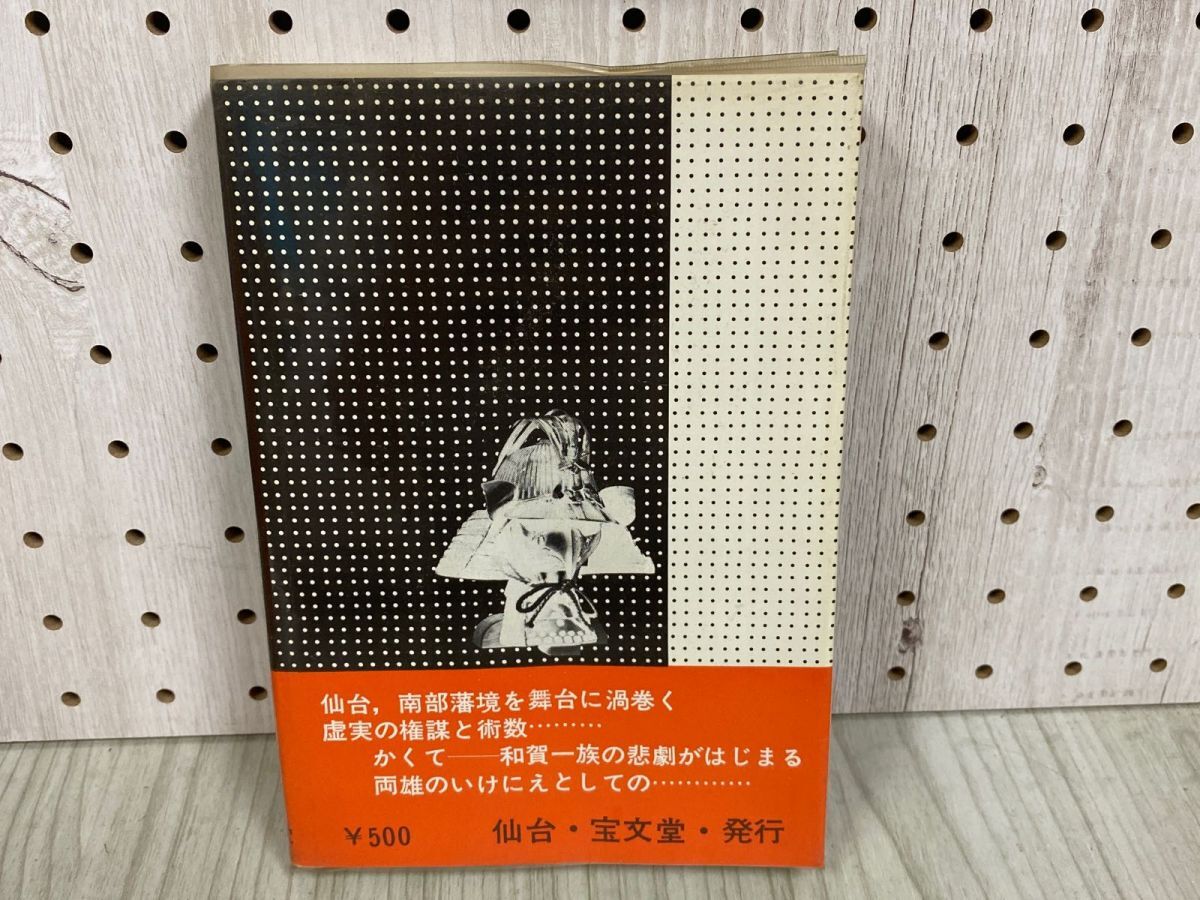 仙台，南部藩境を舞台に渦巻く
虚実の権謀と術数………
かくて──和賀一族の悲劇がはじまる
両雄のいけにえとしての…………
￥500
仙台・宝文堂・発行